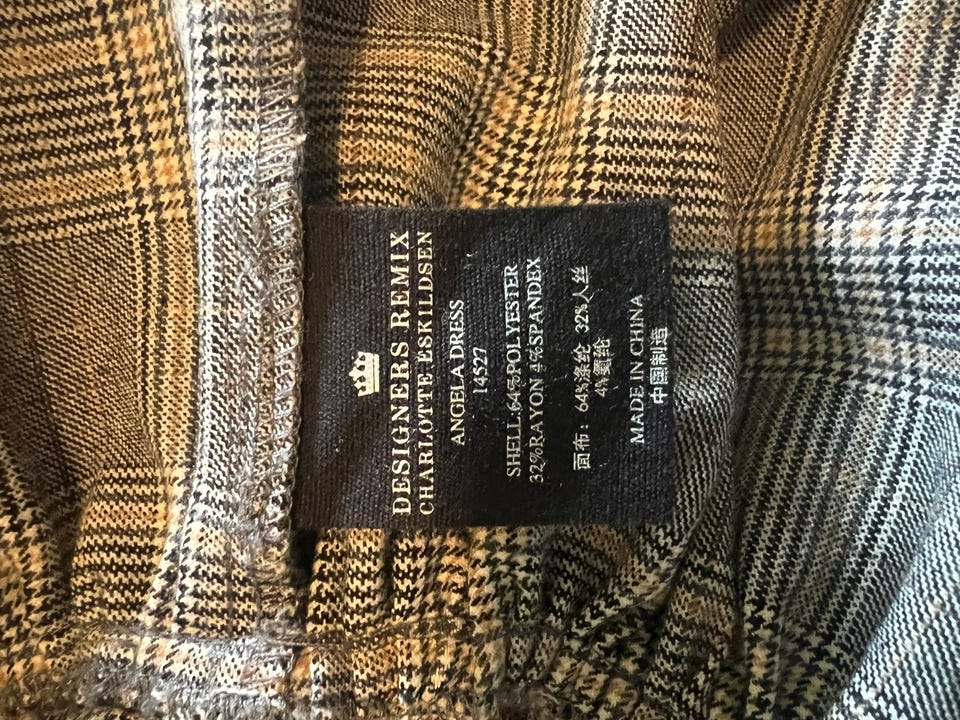 DESIGNERS REMIX
CHARLOTTE ESKILDSEN
ANGELA DRESS
14527
SHELL:64%POLYESTER
32%RAYON 4%SPANDEX
面布：64%涤纶 32%人丝
4%氨纶
MADE IN CHINA
中國制造